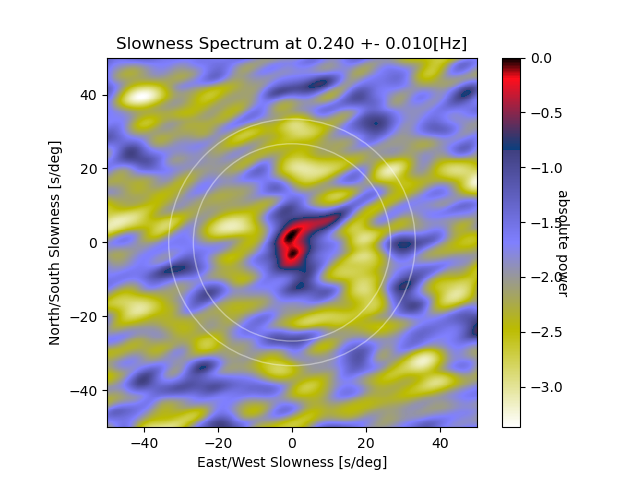 Slowness Spectrum at 0.240 +- 0.010[Hz]
North/South Slowness [s/deg]
40
20
0
−20
−40
−40 −20 0 20 40
East/West Slowness [s/deg]
0.0
−0.5
−1.0
−1.5
−2.0
−2.5
−3.0
absolute power